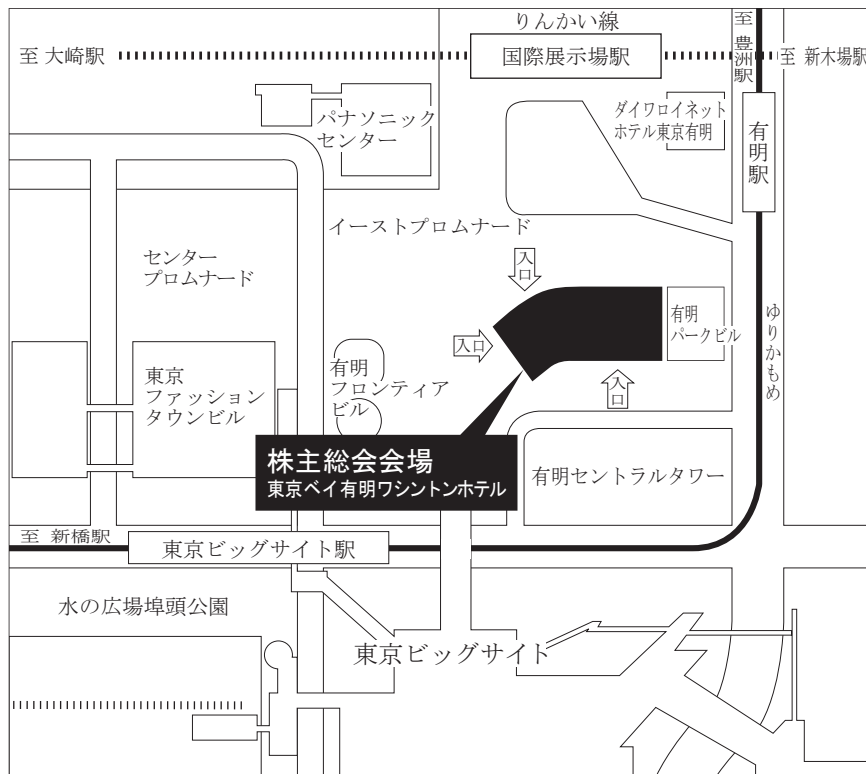 りんかい線
至 大崎駅
国際展示場駅
至 豊洲駅
至 新木場駅
パナソニック
センター
ダイワロイネット
ホテル東京有明
有明駅
イーストプロムナード
センター
プロムナード
入口
入口
入口
有明
パークビル
ゆりかもめ
東京
ファッション
タウンビル
有明
フロンティア
ビル
株主総会会場
東京ベイ有明ワシントンホテル
有明セントラルタワー
至 新橋駅
東京ビッグサイト駅
水の広場埠頭公園
東京ビッグサイト